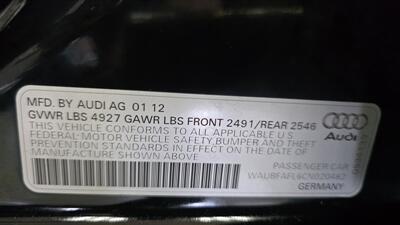 MFD. BY AUDI AG 01 12
GVWR LBS 4927 GAWR LBS FRONT 2491/REAR 2546
THIS VEHICLE CONFORMS TO ALL APPLICABLE U.S
FEDERAL MOTOR VEHICLE SAFETY,BUMPER AND THEFT
PREVENTION STANDARDS IN EFFECT ON THE DATE
OF MANUFACTURE SHOWN ABOVE
PASSENGER CAR
WAUBFAFL6CN020482
GERMANY
Audi